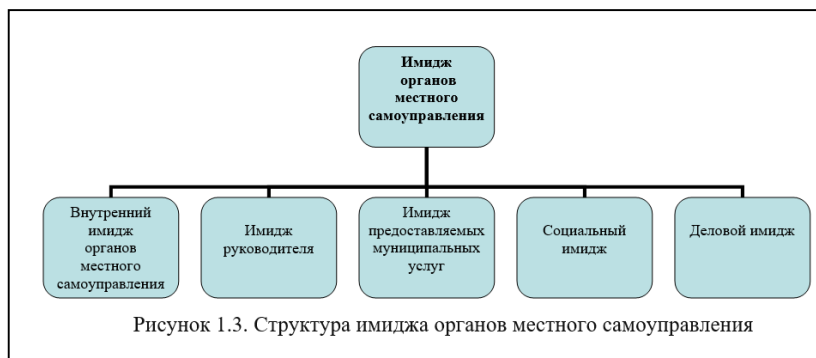 Имидж
органов
местного
самоуправления
Внутренний
имидж
органов
местного
самоуправления
Имидж
руководителя
Имидж
предоставляемых
муниципальных
услуг
Социальный
имидж
Деловой имидж
Рисунок 1.3. Структура имиджа органов местного самоуправления